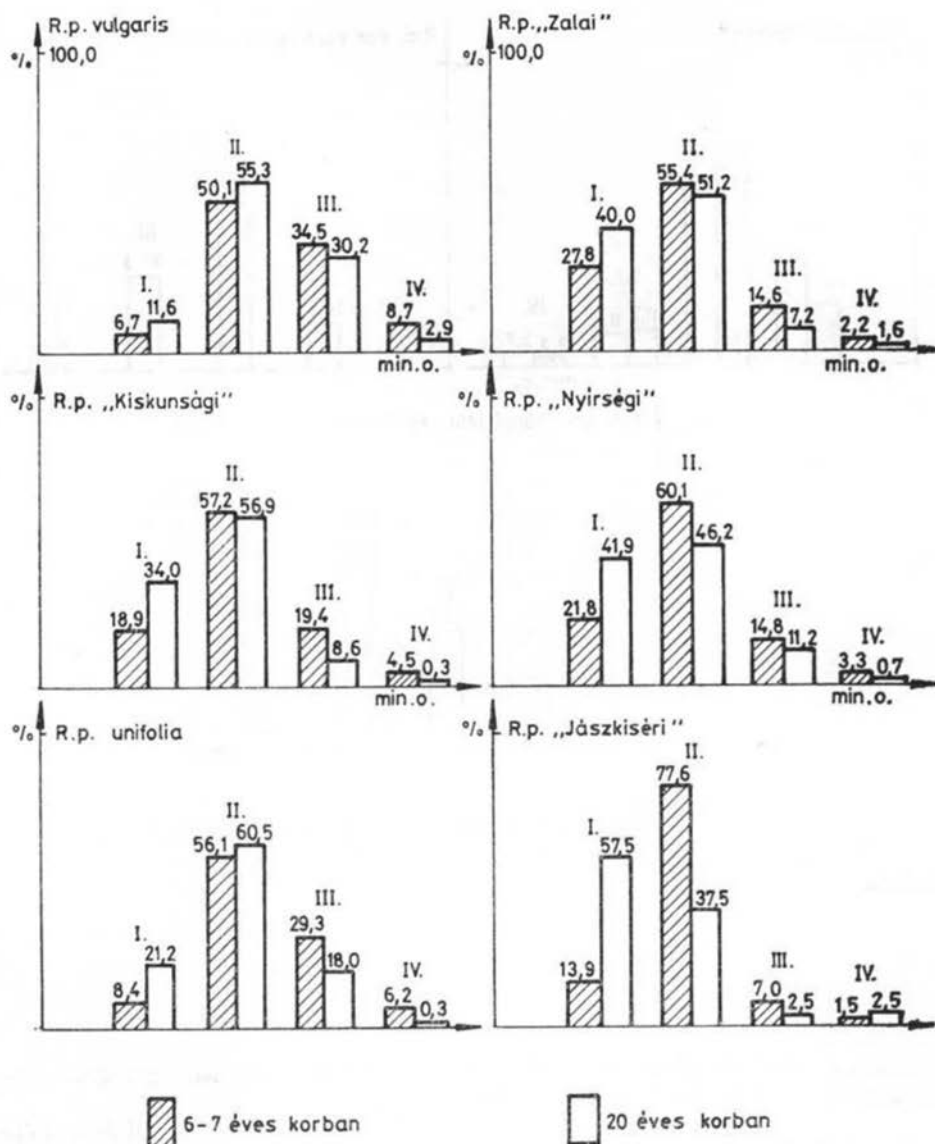 R.p. vulgaris
% 100,0
I.
6,7 11,6
II.
50,1 55,3
III.
34,5 30,2
IV.
8,7 2,9
min.o.
R.p. „Zalai"
% 100,0
I.
27,8 40,0
II.
55,4 51,2
III.
14,6 7,2
IV.
2,2 1,6
min.o.
% R.p. „Kiskunsági"
I.
18,9 34,0
II.
57,2 56,9
III.
19,4 8,6
IV.
4,5 0,3
min.o.
% R.p. „Nyírségi"
I.
21,8 41,9
II.
60,1 46,2
III.
14,8 11,2
IV.
3,3 0,7
min.o.
% R.p. unifolia
I.
8,4 21,2
II.
56,1 60,5
III.
29,3 18,0
IV.
6,2 0,3
% R.p. „Jászkiséri"
I.
13,9 57,5
II.
77,6 37,5
III.
7,0 2,5
IV.
1,5 2,5
6-7 éves korban
20 éves korban